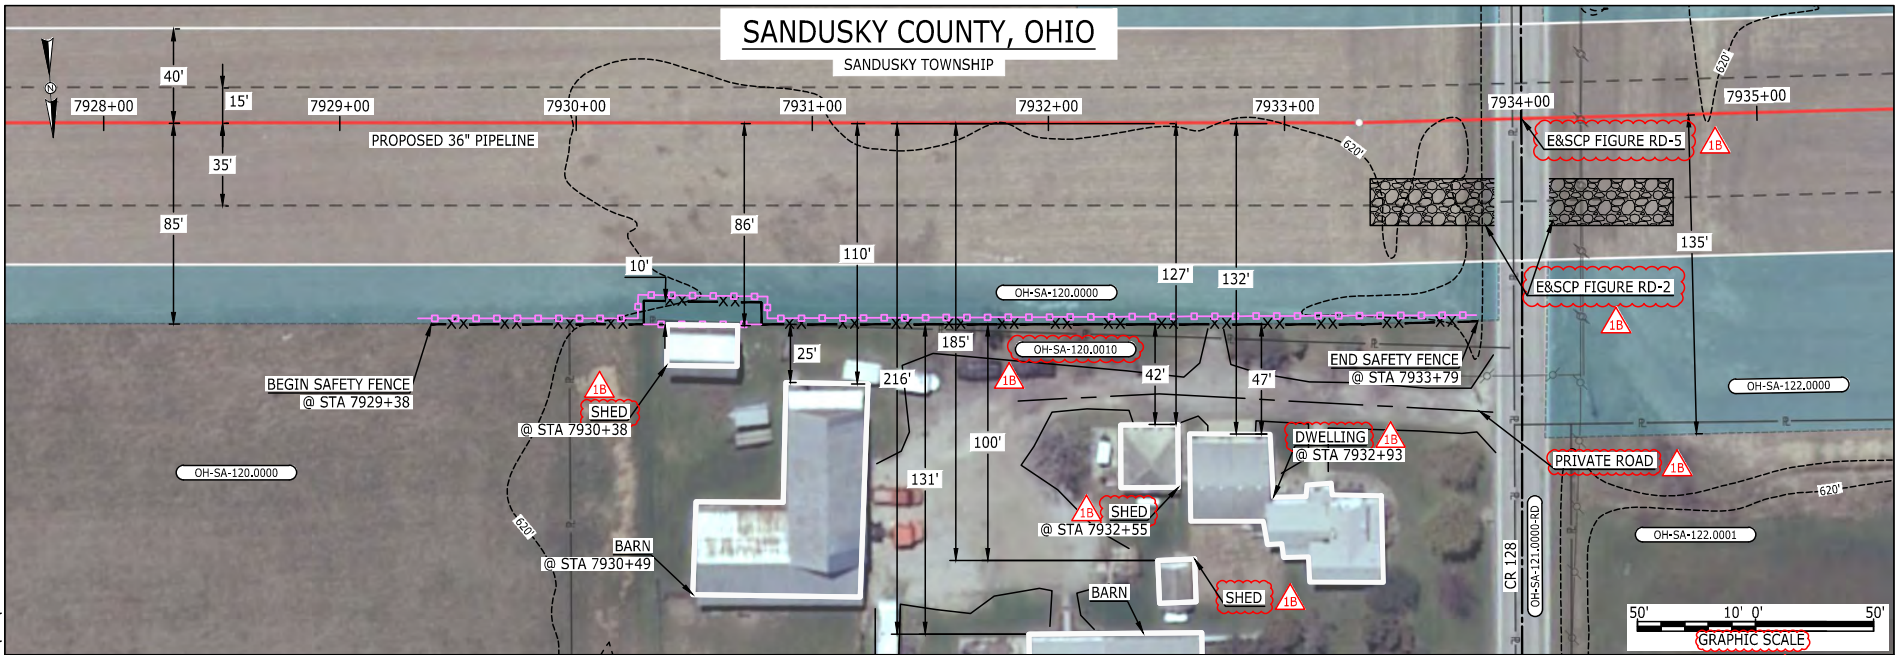 SANDUSKY COUNTY, OHIO
SANDUSKY TOWNSHIP
N
40'
15'
35'
85'
7928+00
7929+00
7930+00
7931+00
7932+00
7933+00
7934+00
7935+00
PROPOSED 36" PIPELINE
620'
620'
E&SCP FIGURE RD-5
1B
86'
110'
127'
132'
135'
10'
OH-SA-120.0000
E&SCP FIGURE RD-2
1B
25'
216'
185'
OH-SA-120.0010
1B
42'
47'
END SAFETY FENCE
@ STA 7933+79
BEGIN SAFETY FENCE
@ STA 7929+38
1B
SHED
@ STA 7930+38
OH-SA-122.0000
100'
DWELLING
1B
@ STA 7932+93
PRIVATE ROAD
1B
OH-SA-120.0000
131'
620'
1B
SHED
@ STA 7932+55
620'
BARN
@ STA 7930+49
OH-SA-122.0001
CR 128
OH-SA-121.0000-RD
BARN
SHED
1B
50'
10'
0'
50'
GRAPHIC SCALE